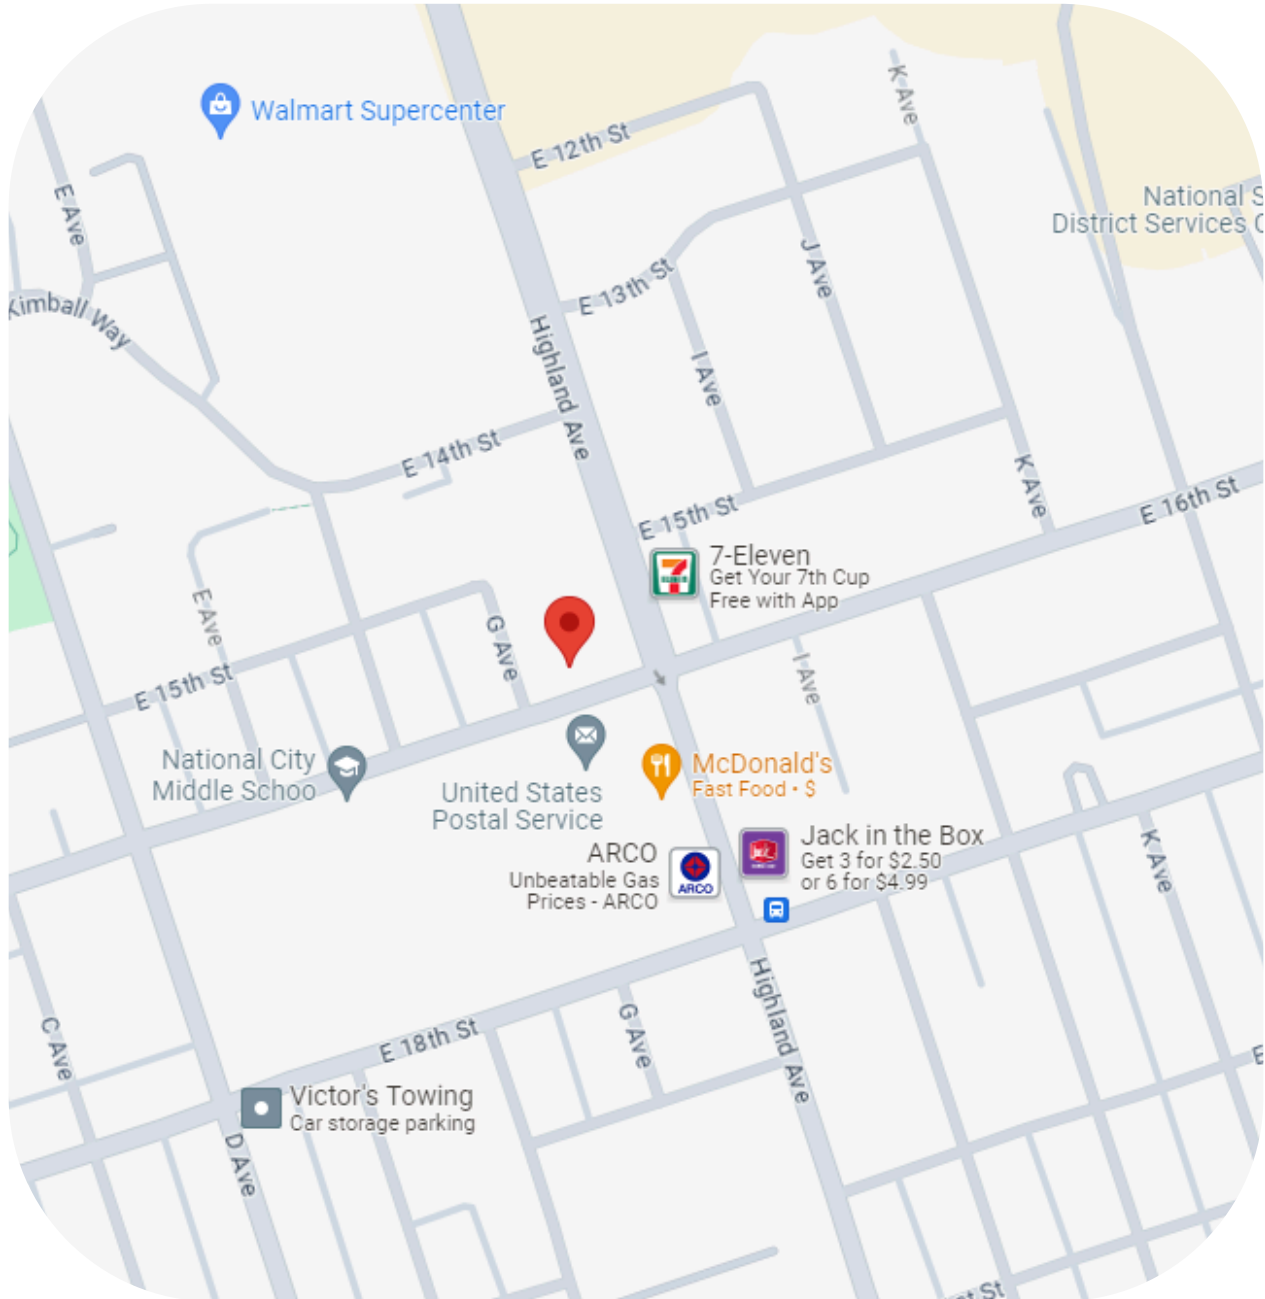 Walmart Supercenter
E 12th St
K Ave
E Ave
National S
District Services
J Ave
E 13th St
Kimball Way
Highland Ave
I Ave
E 14th St
K Ave
E 16th St
E 15th St
7-Eleven
Get Your 7th Cup
Free with App
E Ave
G Ave
I Ave
E 15th St
National City
Middle Schoo
United States
Postal Service
McDonald's
Fast Food • $
Jack in the Box
Get 3 for $2.50
or 6 for $4.99
ARCO
Unbeatable Gas
Prices - ARCO
ARCO
K Ave
Highland Ave
G Ave
C Ave
E 18th St
Victor's Towing
Car storage parking
D Ave
St